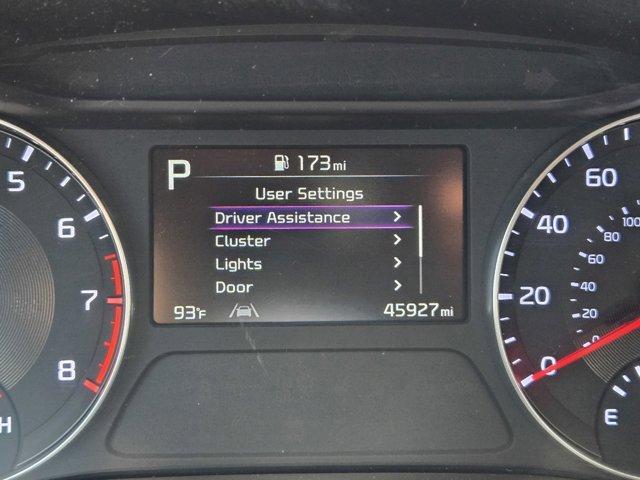 P
173 mi
User Settings
Driver Assistance >
Cluster >
Lights >
Door >
93°F
45927 mi
5
6
7
8
H
60
40
20
0
100
80
60
40
20
0
E